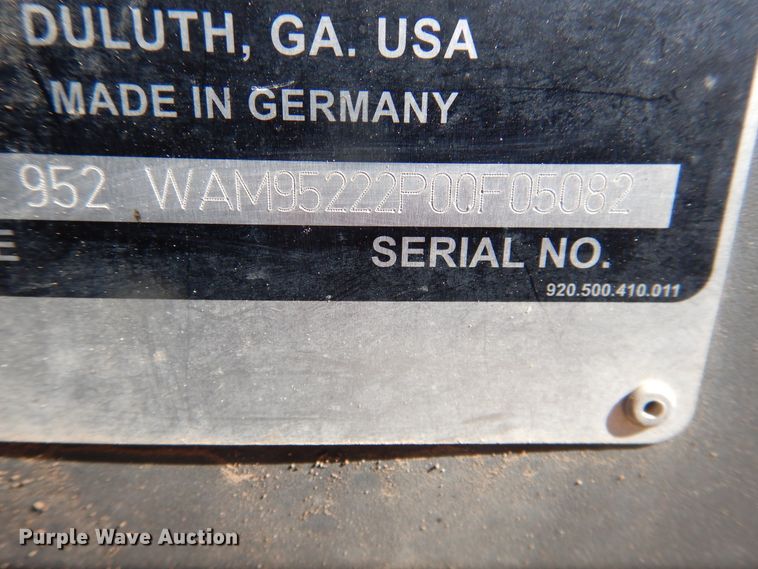 DULUTH, GA. USA
MADE IN GERMANY
952 WAM95222P00F05082
E SERIAL NO.
920.500.410.011
Purple Wave Auction